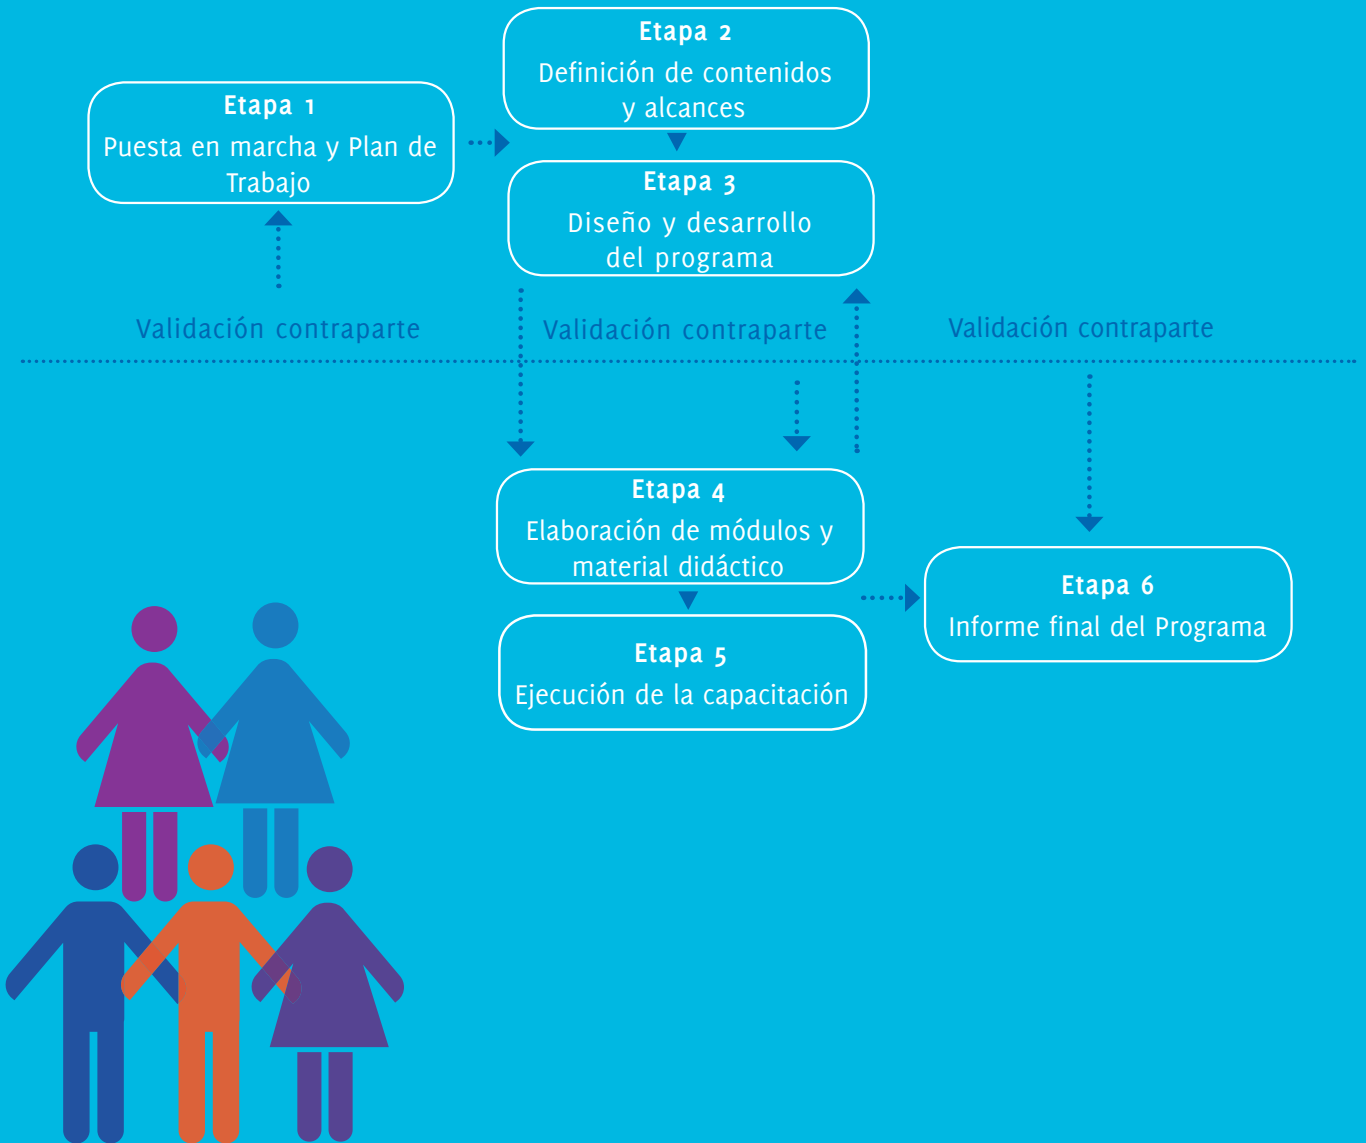 Etapa 1
Puesta en marcha y Plan de
Trabajo
Etapa 2
Definición de contenidos
y alcances
Etapa 3
Diseño y desarrollo
del programa
Validación contraparte
Validación contraparte
Validación contraparte
Etapa 4
Elaboración de módulos y
material didáctico
Etapa 5
Ejecución de la capacitación
Etapa 6
Informe final del Programa